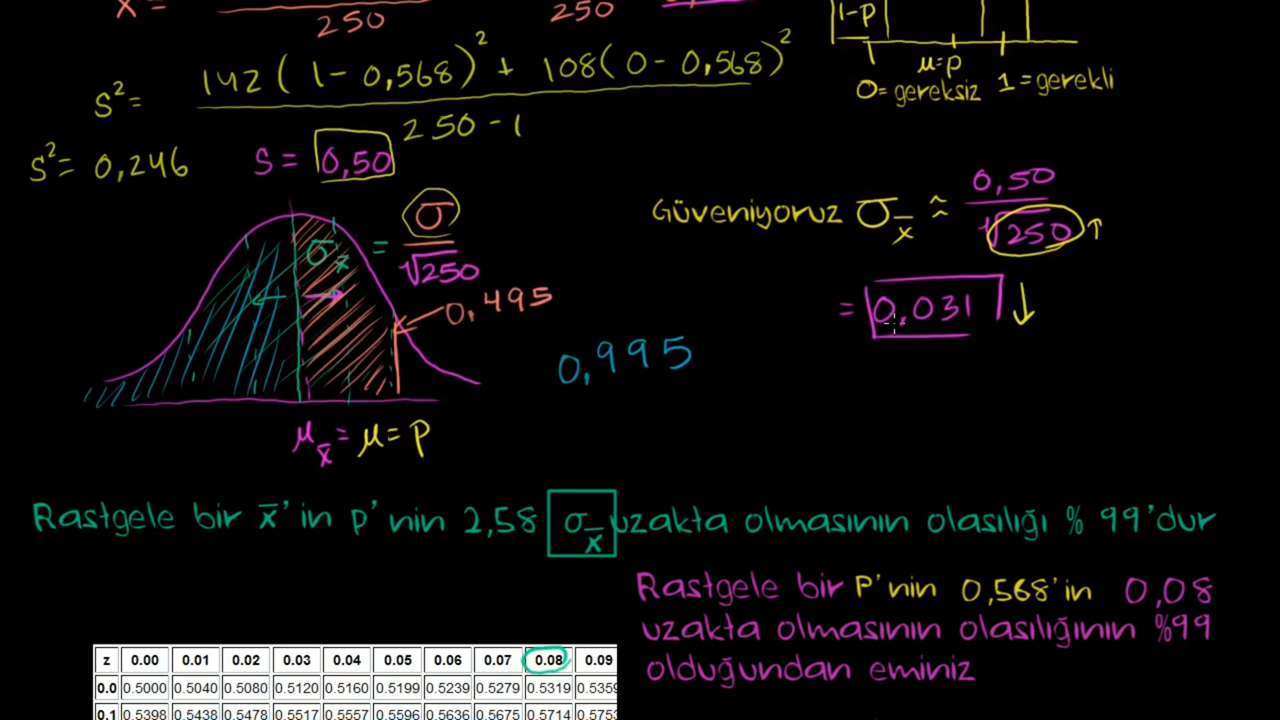 x̄ =
250
250
1-p
μ=p
0=gereksiz 1=gerekli
S² = 142(1-0,568)² + 108(0-0,568)²
250-1
S² = 0,246 S = 0,50
Güveniyoruz σx̄ ≈ 0,50
√250
= 0,031
σx̄ = σ
√250
0,495
0,995
μx̄ = μ = p
Rastgele bir x̄'in p'nin 2,58 σx̄ uzakta olmasının olasılığı % 99'dur
Rastgele bir P'nin 0,568'in 0,08
uzakta olmasının olasılığının %99
olduğundan eminiz
z 0.00 0.01 0.02 0.03 0.04 0.05 0.06 0.07 0.08 0.09
0.0 0.5000 0.5040 0.5080 0.5120 0.5160 0.5199 0.5239 0.5279 0.5319 0.5359
0.1 0.5398 0.5438 0.5478 0.5517 0.5557 0.5596 0.5636 0.5675 0.5714 0.5753